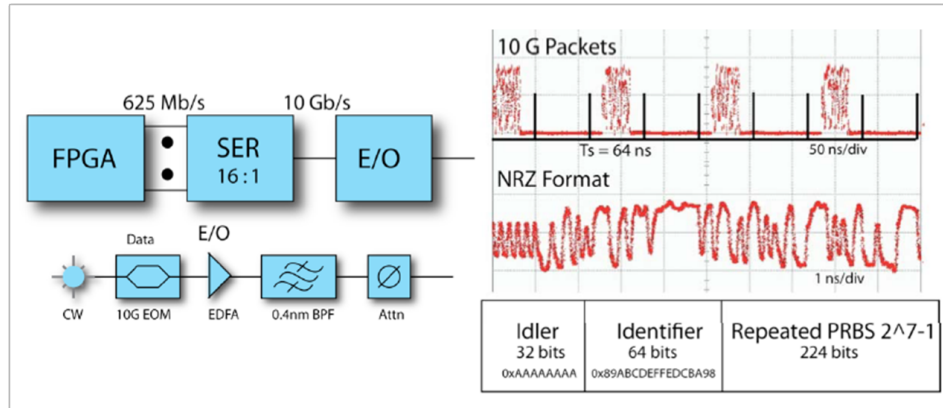 625 Mb/s
10 Gb/s
FPGA
SER
16:1
E/O
Data
E/O
CW
10G EOM
EDFA
0.4nm BPF
Attn
10 G Packets
Ts = 64 ns
50 ns/div
NRZ Format
1 ns/div
Idler
32 bits
0xAAAAAAAA
Identifier
64 bits
0x89ABCDEFFEDCBA98
Repeated PRBS 2^7-1
224 bits